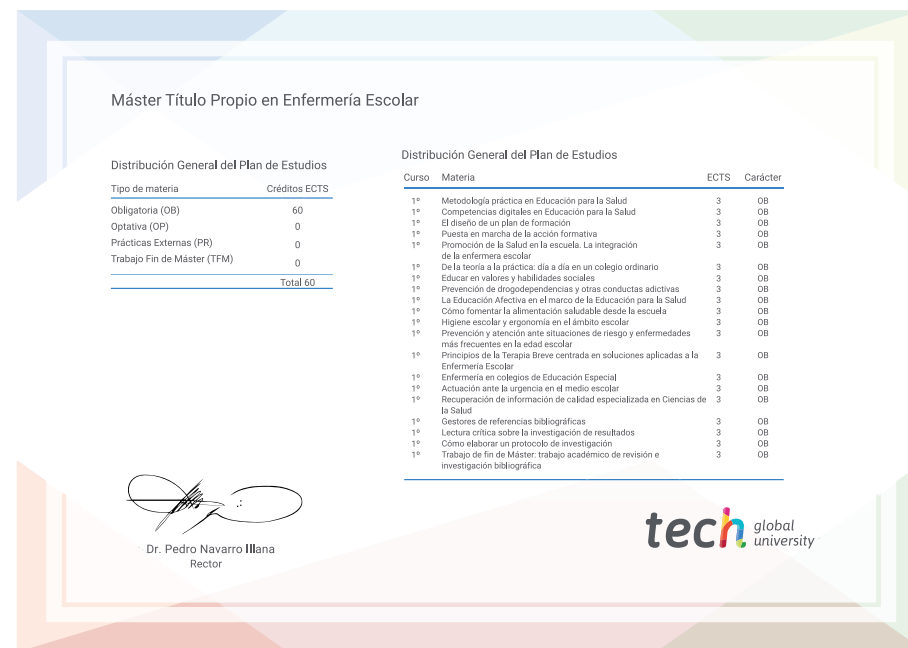 Máster Título Propio en Enfermería Escolar
Distribución General del Plan de Estudios
Tipo de materia Créditos ECTS
Obligatoria (OB) 60
Optativa (OP) 0
Prácticas Externas (PR) 0
Trabajo Fin de Máster (TFM) 0
Total 60
Distribución General del Plan de Estudios
Curso Materia ECTS Carácter
1º Metodología práctica en Educación para la Salud 3 OB
1º Competencias digitales en Educación para la Salud 3 OB
1º El diseño de un plan de formación 3 OB
1º Puesta en marcha de la acción formativa 3 OB
1º Promoción de la Salud en la escuela. La integración 3 OB
de la enfermera escolar
1º De la teoría a la práctica: día a día en un colegio ordinario 3 OB
1º Educar en valores y habilidades sociales 3 OB
1º Prevención de drogodependencias y otras conductas adictivas 3 OB
1º La Educación Afectiva en el marco de la Educación para la Salud 3 OB
1º Cómo fomentar la alimentación saludable desde la escuela 3 OB
1º Higiene escolar y ergonomía en el ámbito escolar 3 OB
1º Prevención y atención ante situaciones de riesgo y enfermedades 3 OB
más frecuentes en la edad escolar
1º Principios de la Terapia Breve centrada en soluciones aplicadas a la 3 OB
Enfermería Escolar
1º Enfermería en colegios de Educación Especial 3 OB
1º Actuación ante la urgencia en el medio escolar 3 OB
1º Recuperación de información de calidad especializada en Ciencias de 3 OB
la Salud
1º Gestores de referencias bibliográficas 3 OB
1º Lectura crítica sobre la investigación de resultados 3 OB
1º Cómo elaborar un protocolo de investigación 3 OB
1º Trabajo de fin de Máster: trabajo académico de revisión e 3 OB
investigación bibliográfica
Dr. Pedro Navarro Illana
Rector
tech global
university